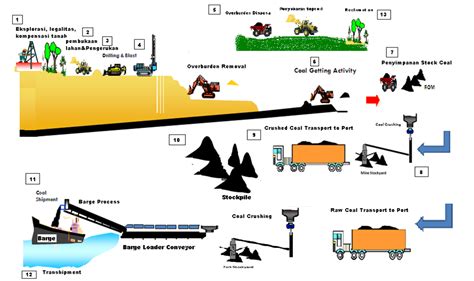 1
Eksplorasi, legalitas,
kompensasi tanah
2
pembukaan
lahan&Pengerukan
3
Drilling & Blast
4
5
Overburden Disposa
Penyebaran topsoil
Reclamation
13
Overburden Removal
6
Coal Getting Activity
7
Penyimpanan Stock Coal
ROM
10
Stockpile
9
Crushed Coal Transport to Port
Coal Crushing
Mine Stockyard
8
Raw Coal Transport to Port
11
Coal
Shipment
Barge Process
Barge
Barge Loader Conveyor
12
Transhipment
Coal Crushing
Port Stockyard